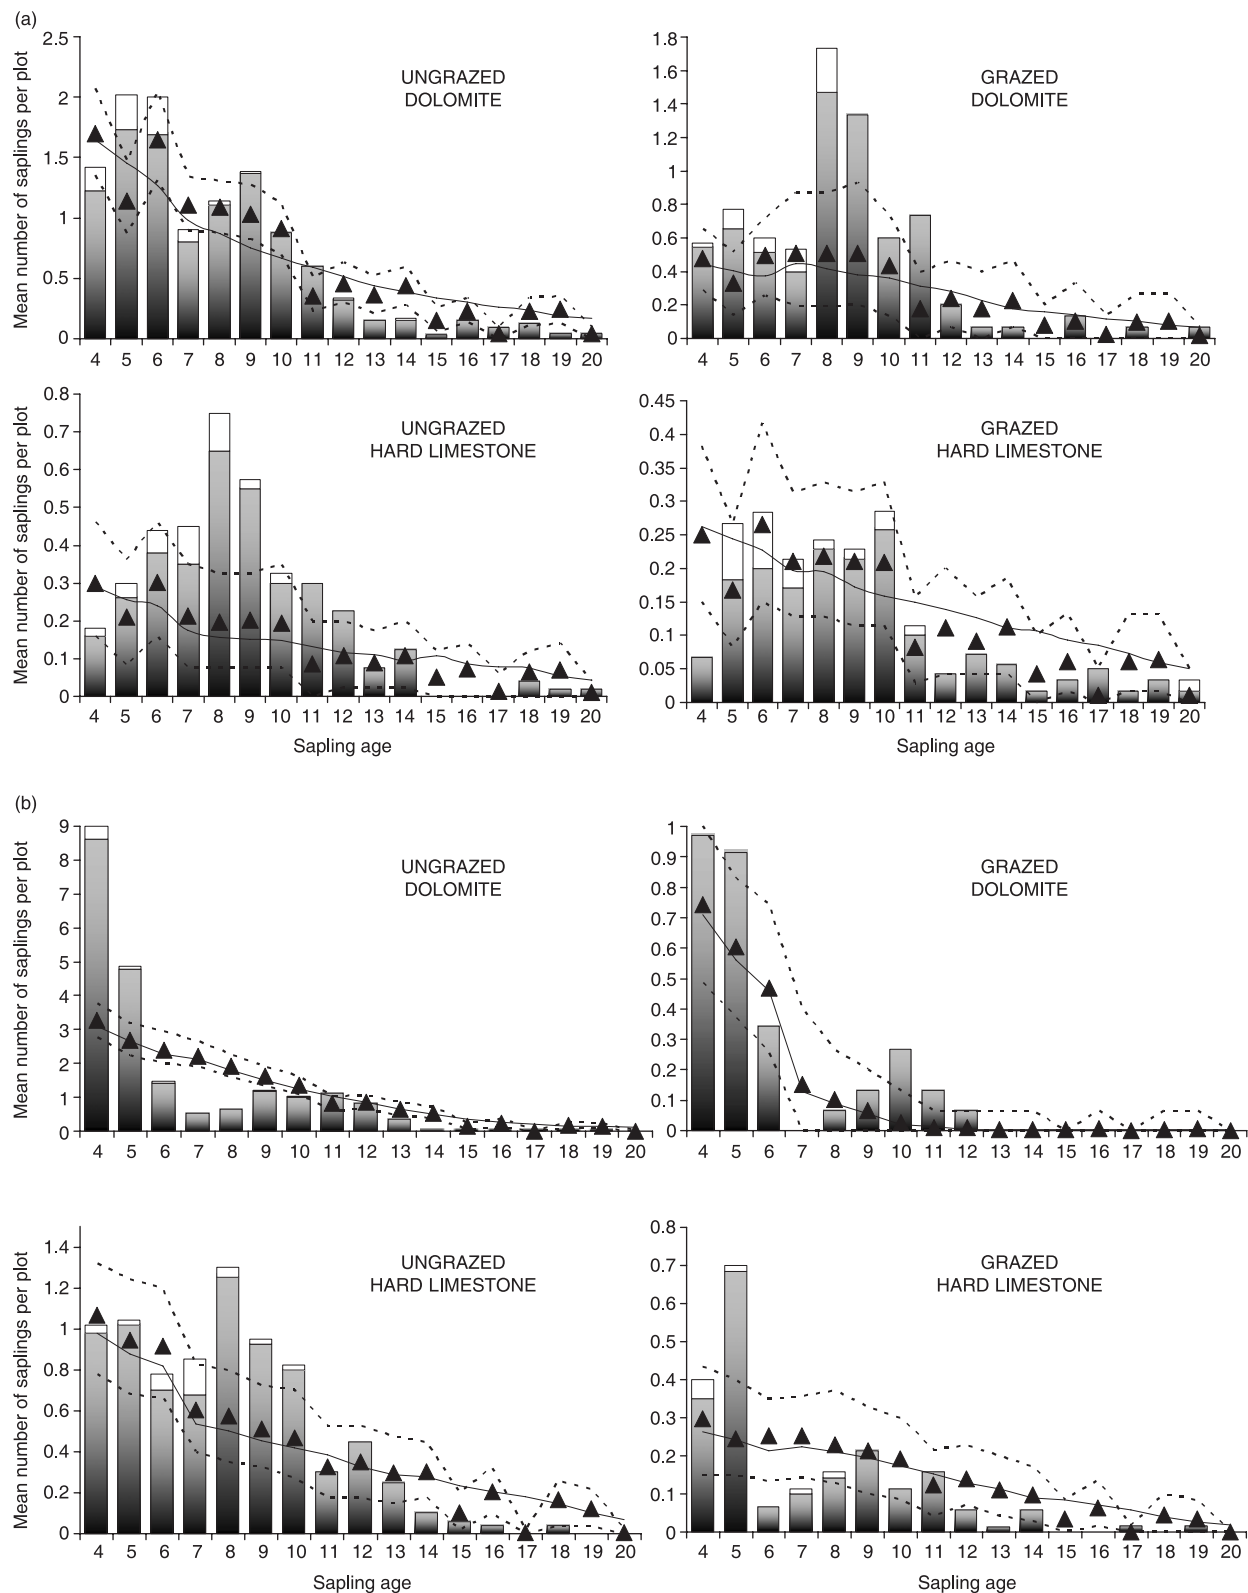 (a)
Mean number of saplings per plot
2.5
2
1.5
1
0.5
0
UNGRAZED
DOLOMITE
4 5 6 7 8 9 10 11 12 13 14 15 16 17 18 19 20
1.8
1.6
1.4
1.2
1
0.8
0.6
0.4
0.2
0
GRAZED
DOLOMITE
4 5 6 7 8 9 10 11 12 13 14 15 16 17 18 19 20
Mean number of saplings per plot
0.8
0.7
0.6
0.5
0.4
0.3
0.2
0.1
0
UNGRAZED
HARD LIMESTONE
4 5 6 7 8 9 10 11 12 13 14 15 16 17 18 19 20
Sapling age
0.45
0.4
0.35
0.3
0.25
0.2
0.15
0.1
0.05
0
GRAZED
HARD LIMESTONE
4 5 6 7 8 9 10 11 12 13 14 15 16 17 18 19 20
Sapling age
(b)
Mean number of saplings per plot
9
8
7
6
5
4
3
2
1
0
UNGRAZED
DOLOMITE
4 5 6 7 8 9 10 11 12 13 14 15 16 17 18 19 20
1
0.9
0.8
0.7
0.6
0.5
0.4
0.3
0.2
0.1
0
GRAZED
DOLOMITE
4 5 6 7 8 9 10 11 12 13 14 15 16 17 18 19 20
Mean number of saplings per plot
1.4
1.2
1
0.8
0.6
0.4
0.2
0
UNGRAZED
HARD LIMESTONE
4 5 6 7 8 9 10 11 12 13 14 15 16 17 18 19 20
Sapling age
0.8
0.7
0.6
0.5
0.4
0.3
0.2
0.1
0
GRAZED
HARD LIMESTONE
4 5 6 7 8 9 10 11 12 13 14 15 16 17 18 19 20
Sapling age